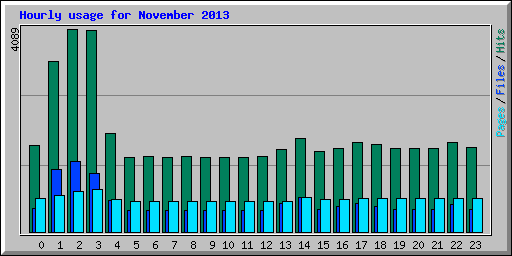 Hourly usage for November 2013
4089
Pages / Files / Hits
0 1 2 3 4 5 6 7 8 9 10 11 12 13 14 15 16 17 18 19 20 21 22 23